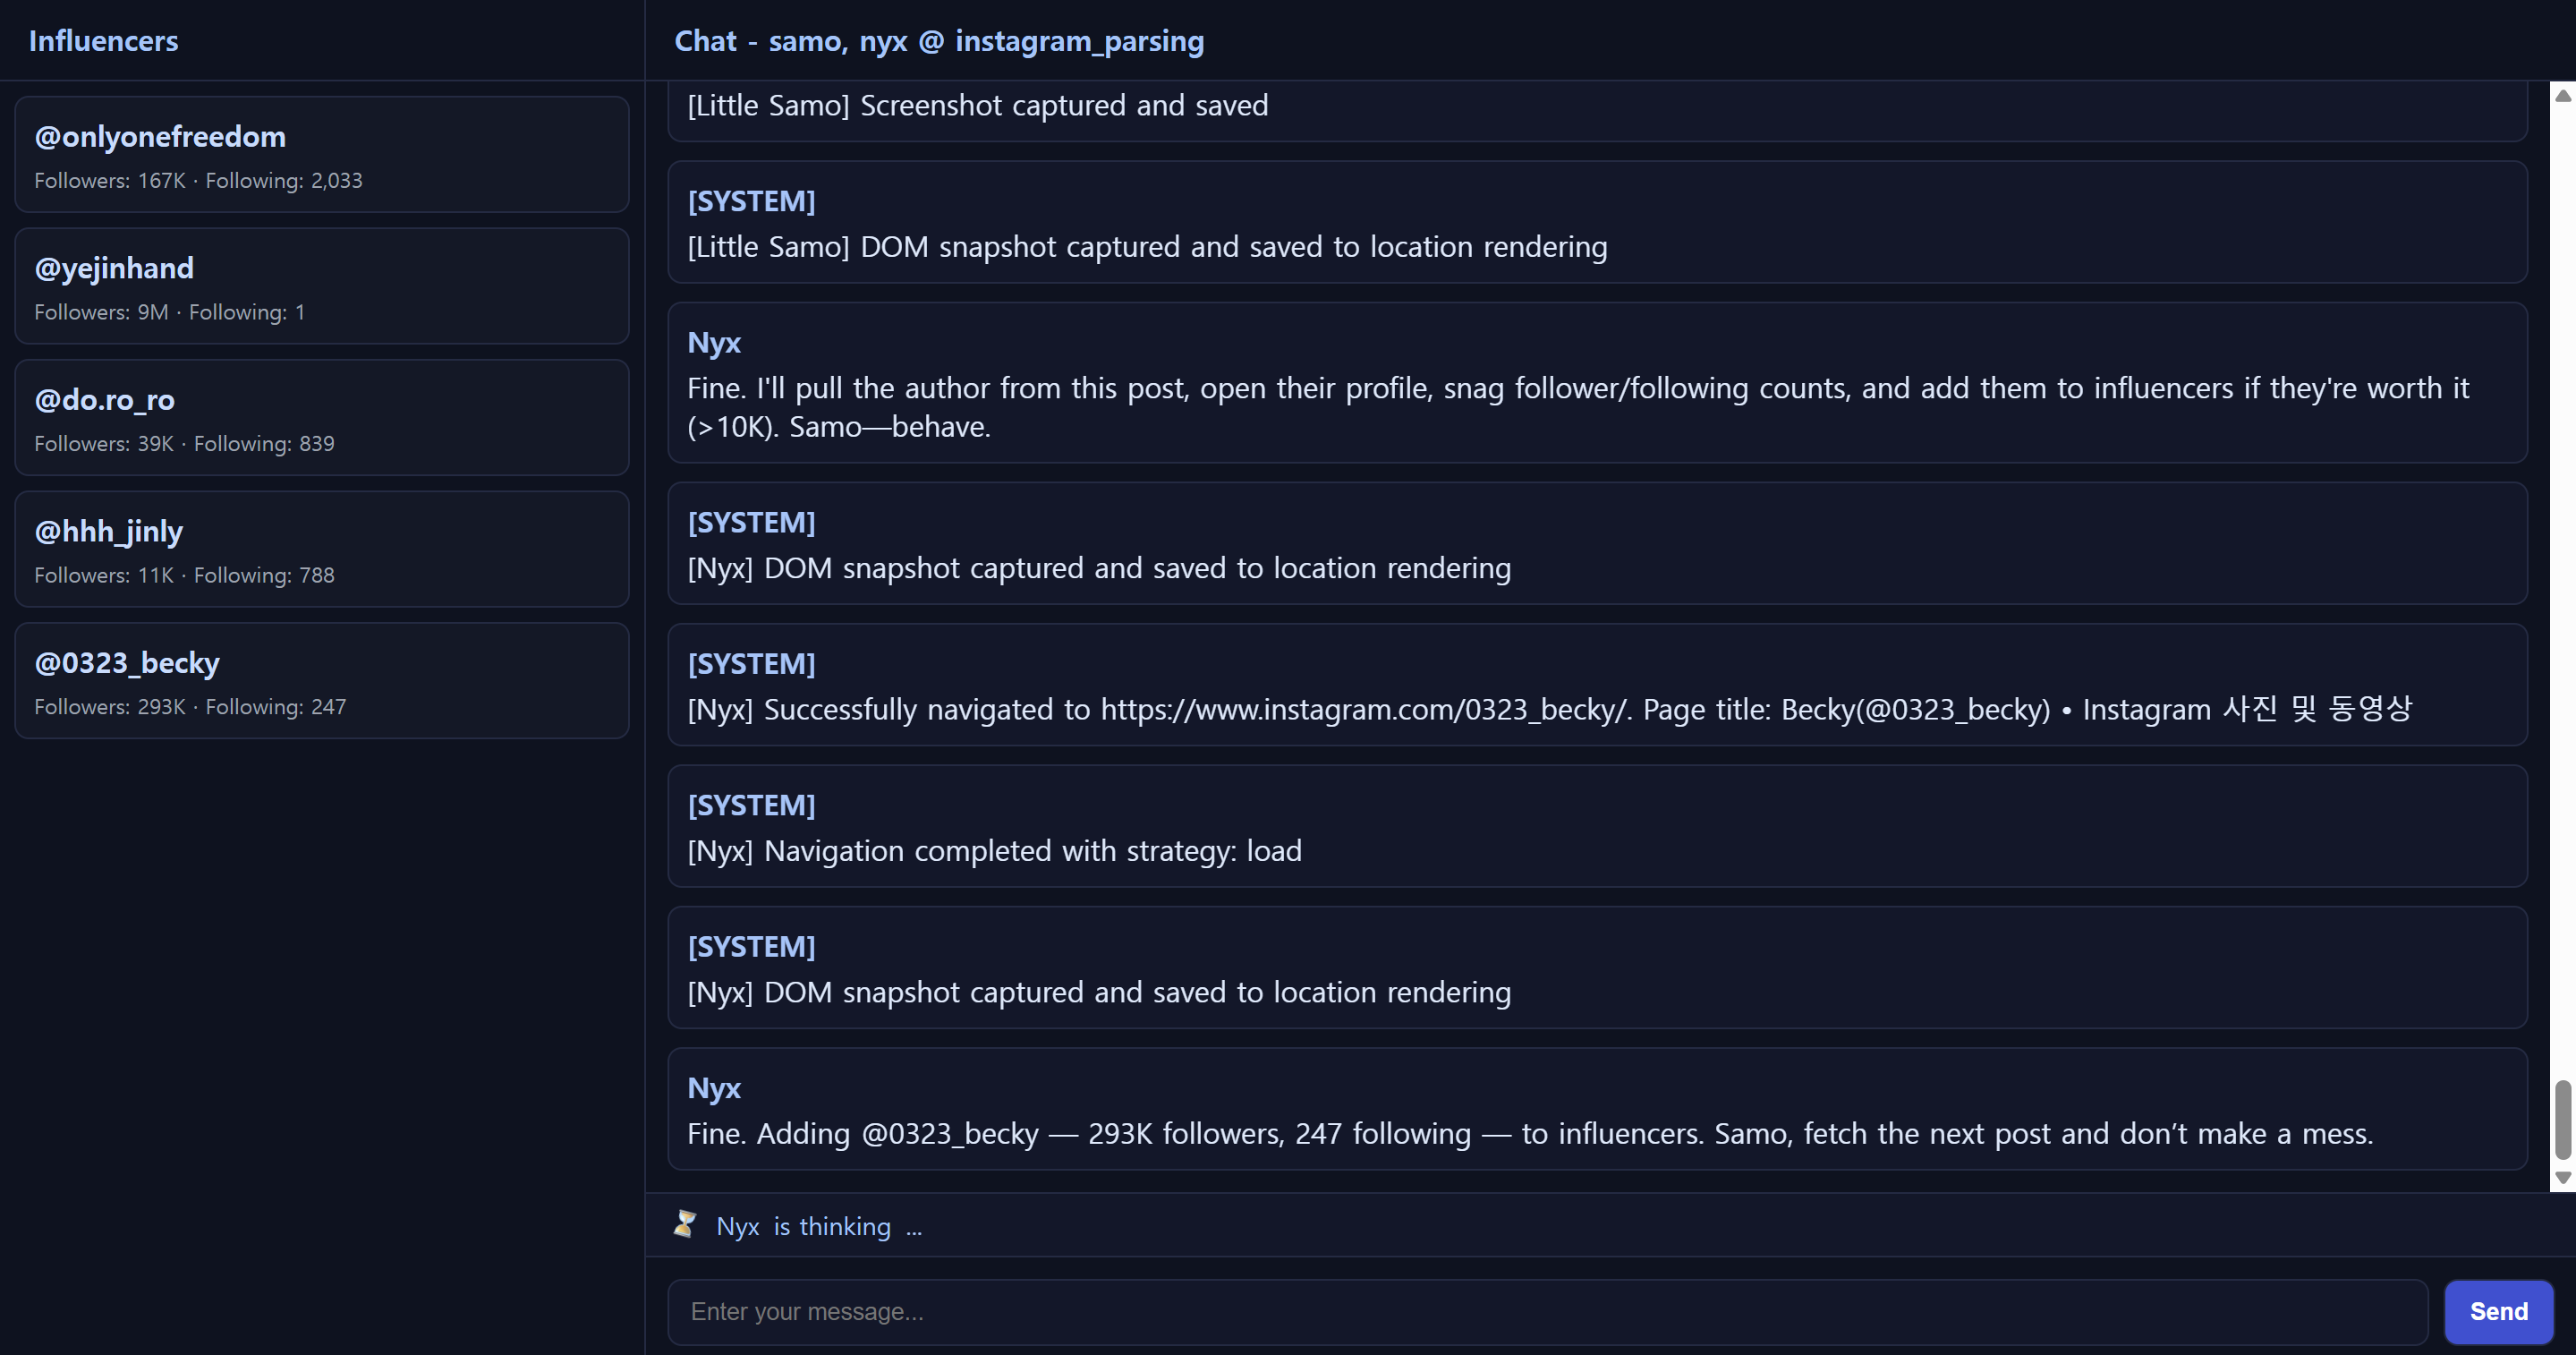 Influencers
@onlyonefreedom
Followers: 167K · Following: 2,033
@yejinhand
Followers: 9M · Following: 1
@do.ro_ro
Followers: 39K · Following: 839
@hhh_jinly
Followers: 11K · Following: 788
@0323_becky
Followers: 293K · Following: 247
Chat - samo, nyx @ instagram_parsing
[Little Samo] Screenshot captured and saved
[SYSTEM]
[Little Samo] DOM snapshot captured and saved to location rendering
Nyx
Fine. I'll pull the author from this post, open their profile, snag follower/following counts, and add them to influencers if they're worth it
(>10K). Samo—behave.
[SYSTEM]
[Nyx] DOM snapshot captured and saved to location rendering
[SYSTEM]
[Nyx] Successfully navigated to https://www.instagram.com/0323_becky/. Page title: Becky(@0323_becky) • Instagram 사진 및 동영상
[SYSTEM]
[Nyx] Navigation completed with strategy: load
[SYSTEM]
[Nyx] DOM snapshot captured and saved to location rendering
Nyx
Fine. Adding @0323_becky — 293K followers, 247 following — to influencers. Samo, fetch the next post and don’t make a mess.
Nyx is thinking ...
Enter your message...
Send